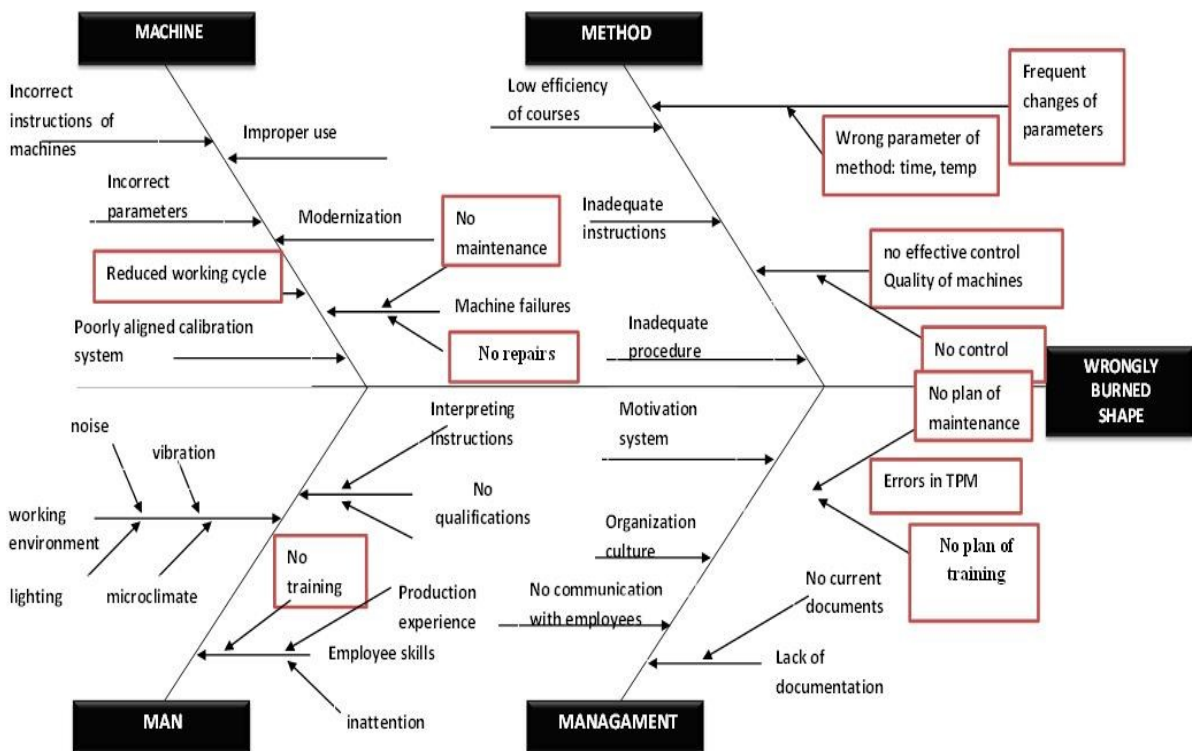 MACHINE
METHOD
Incorrect
instructions of
machines
Improper use
Incorrect
parameters
Modernization
No
maintenance
Reduced working cycle
Machine failures
Poorly aligned calibration
system
No repairs
Low efficiency
of courses
Frequent
changes of
parameters
Wrong parameter of
method: time, temp
Inadequate
instructions
no effective control
Quality of machines
Inadequate
procedure
No control
WRONGLY
BURNED
SHAPE
noise
vibration
working
environment
lighting
microclimate
Interpreting
instructions
No
qualifications
No
training
Production
experience
Employee skills
inattention
Motivation
system
No plan of
maintenance
Errors in TPM
No plan of
training
Organization
culture
No communication
with employees
No current
documents
Lack of
documentation
MAN
MANAGAMENT